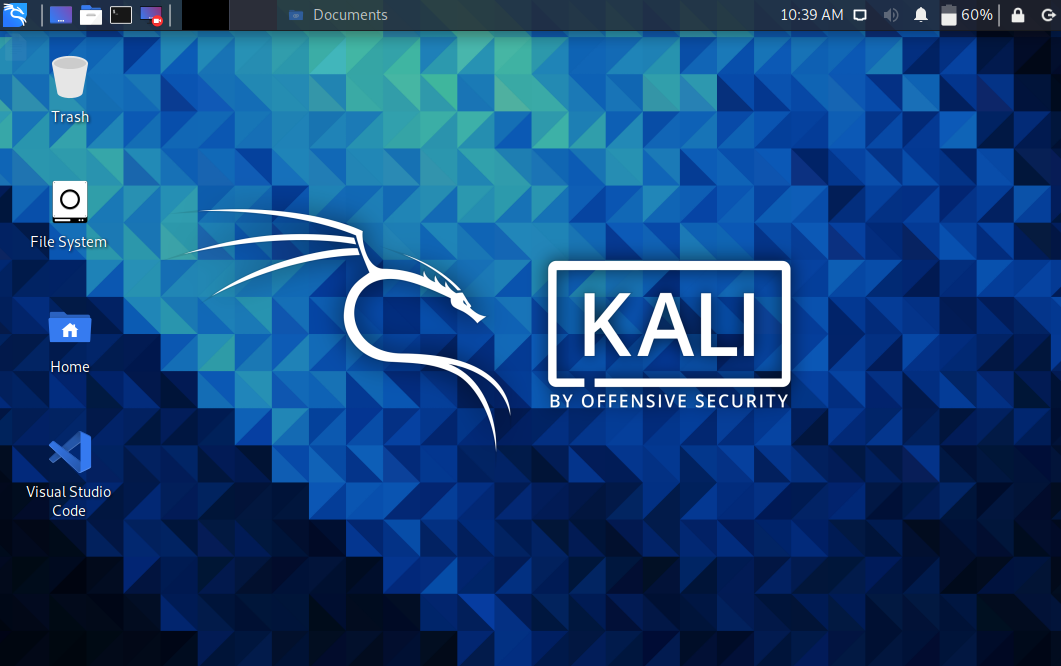 Documents
10:39 AM
60%
Trash
File System
Home
Visual Studio
Code
KALI
BY OFFENSIVE SECURITY